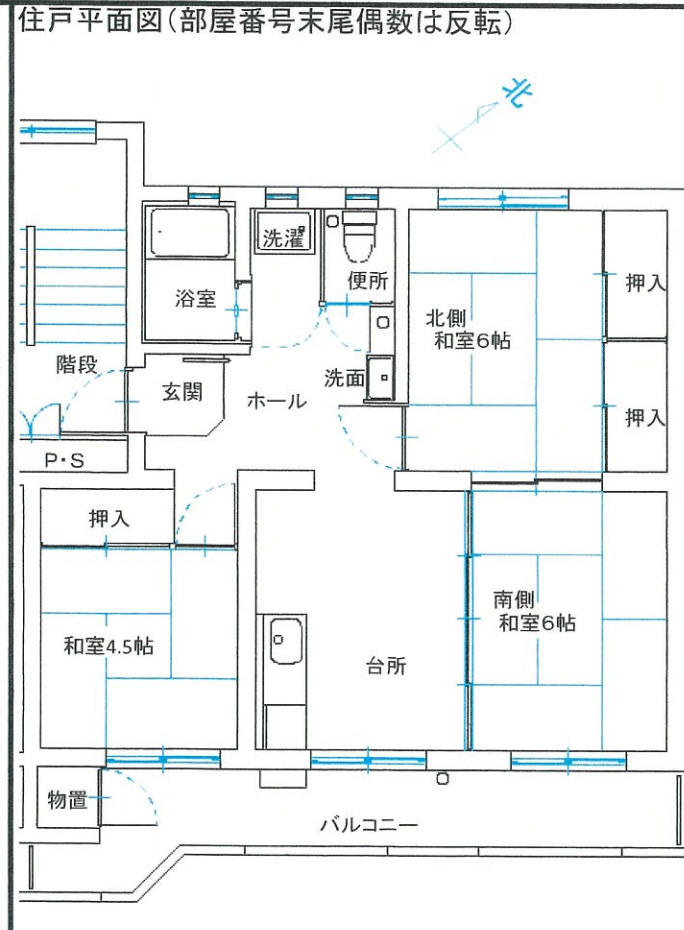 住戸平面図(部屋番号末尾偶数は反転)
北
洗濯
便所
浴室
押入
北側
和室6帖
階段
玄関
ホール
洗面
押入
P・S
押入
南側
和室6帖
和室4.5帖
台所
物置
バルコニー